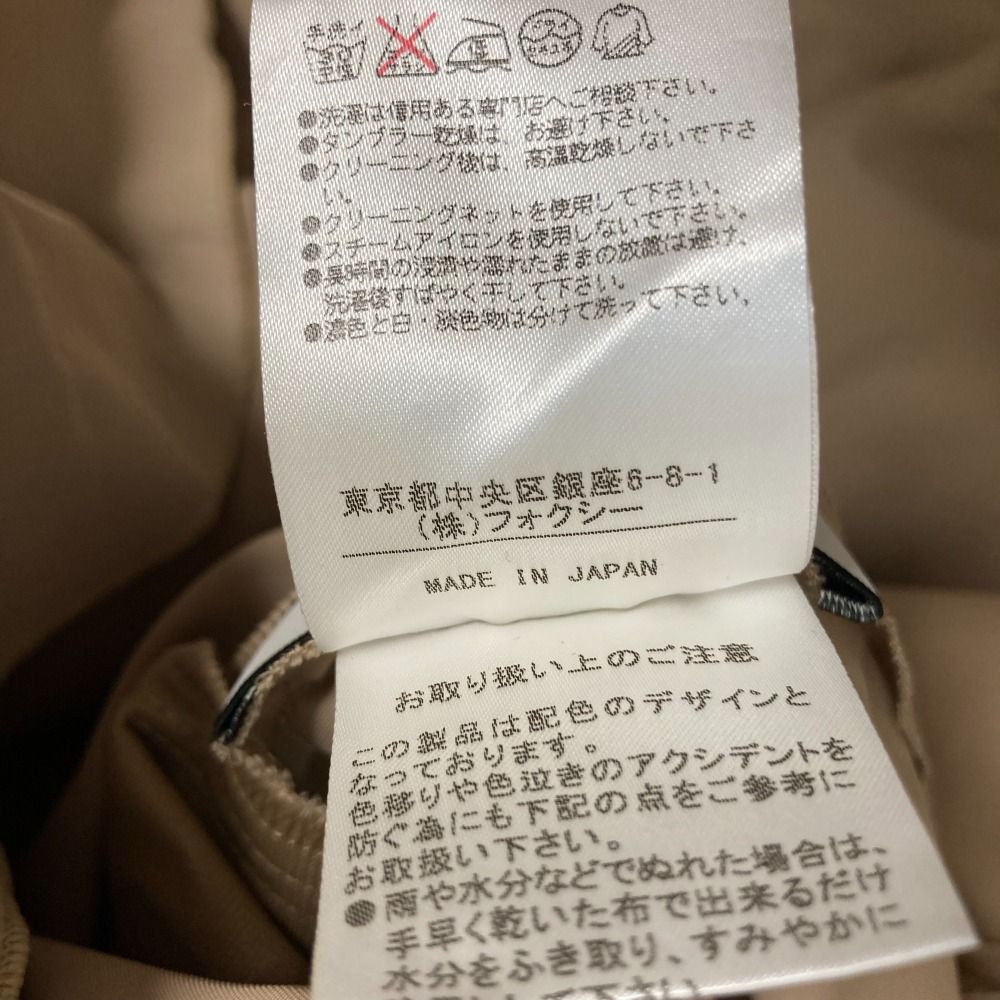 手洗イ
●洗濯は信用ある専門店へご相談下さい。
●タンブラー乾燥は、お避け下さい。
●クリーニング後は、高温乾燥しないで下さ
い。
●クリーニングネットを使用して下さい。
●スチームアイロンを使用しないで下さい。
●長時間の浸漬や濡れたままの放置は避け、
洗濯後すばやく干して下さい。
●濃色と白・淡色物は分けて洗って下さい。
東京都中央区銀座6-8-1
(株)フォクシー
MADE IN JAPAN
お取り扱い上のご注意
この製品は配色のデザインと
なっております。
色移りや色泣きのアクシデントを
防ぐ為にも下記の点をご参考に
お取扱い下さい。
●雨や水分などでぬれた場合は、
手早く乾いた布で出来るだけ
水分をふき取り、すみやかに
して下さい。